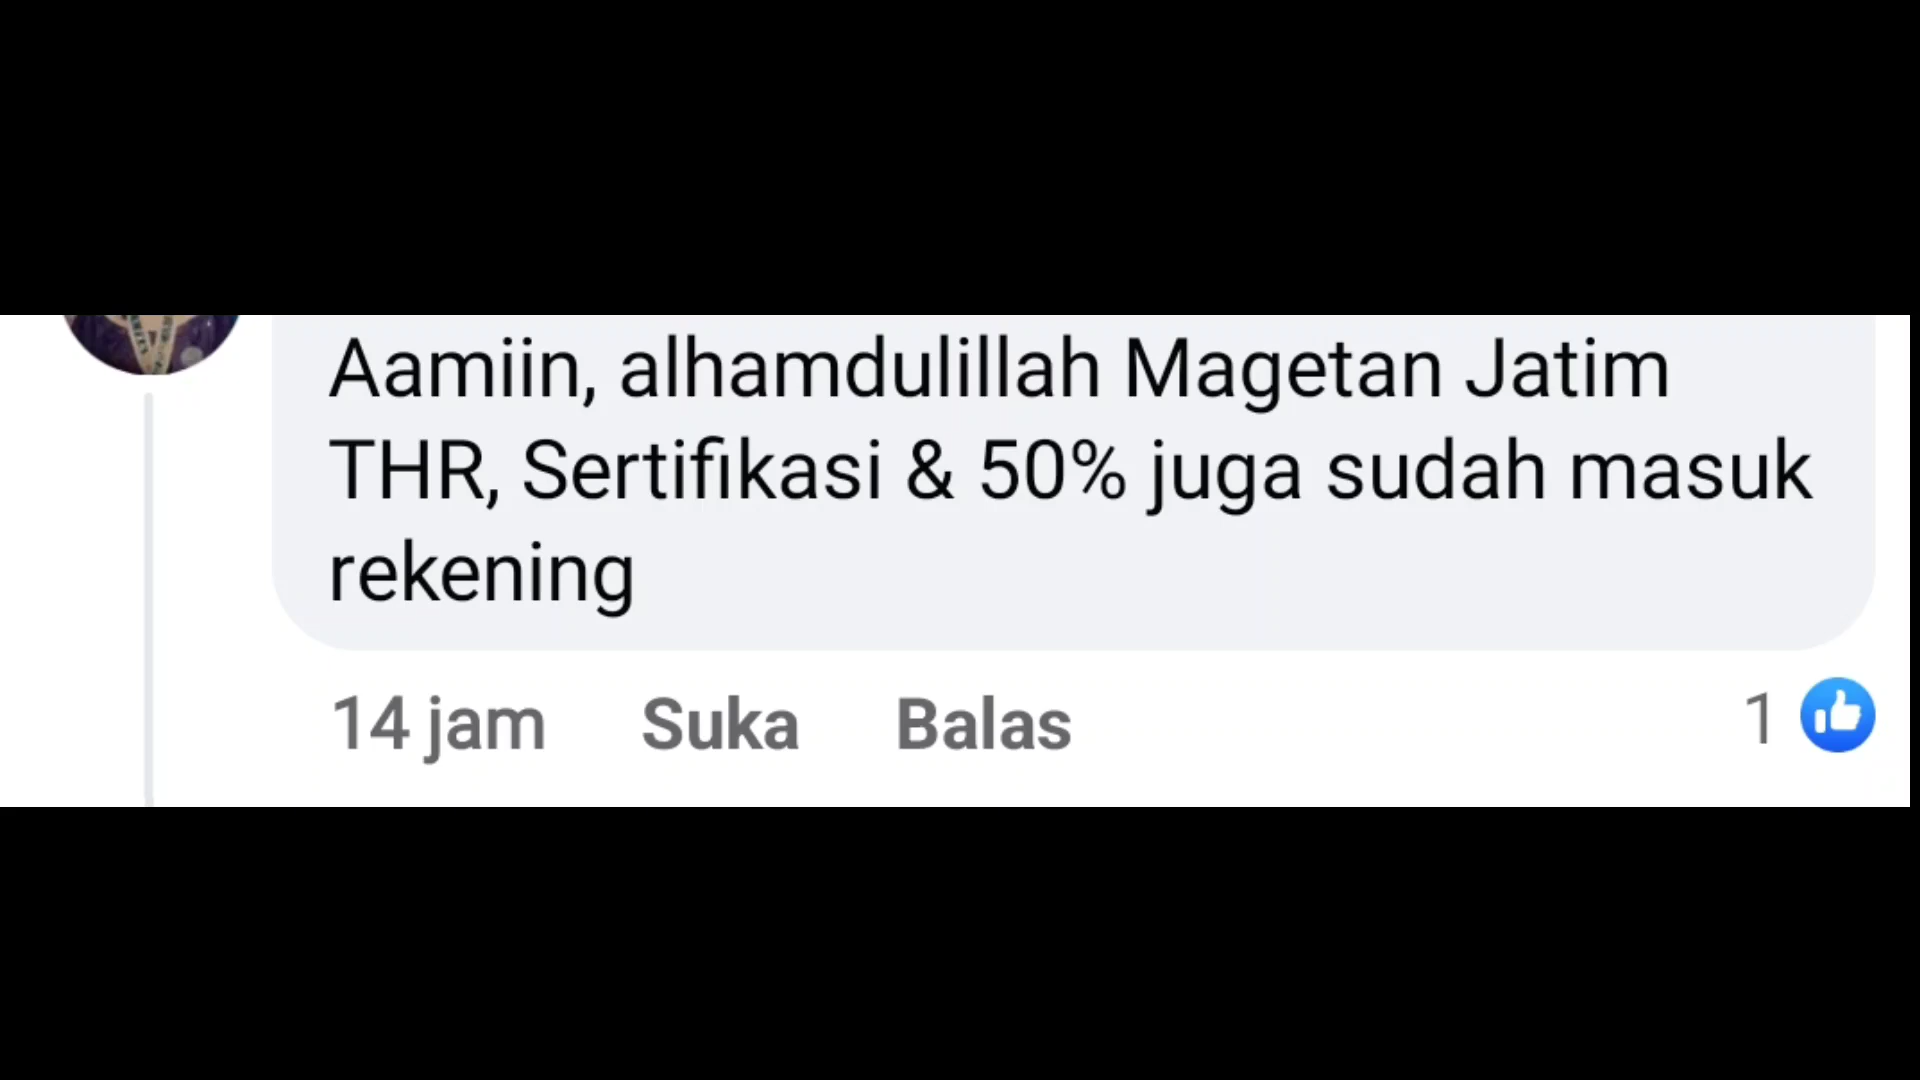 Aamiin, alhamdulillah Magetan Jatim
THR, Sertifikasi & 50% juga sudah masuk
rekening
14 jam Suka Balas 1